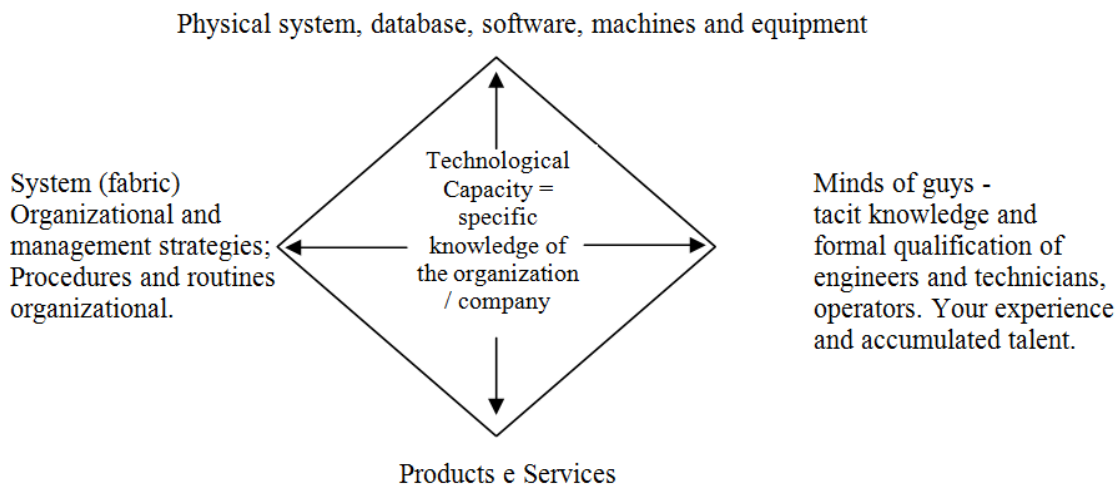 Physical system, database, software, machines and equipment
System (fabric)
Organizational and
management strategies;
Procedures and routines
organizational.
Technological
Capacity =
specific
knowledge of
the organization
/ company
Minds of guys -
tacit knowledge and
formal qualification of
engineers and technicians,
operators. Your experience
and accumulated talent.
Products e Services